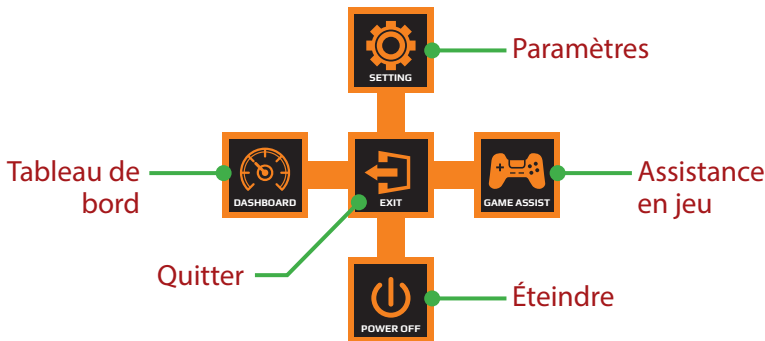 SETTING
Paramètres
Tableau de
bord
DASHBOARD
EXIT
GAME ASSIST
Assistance
en jeu
Quitter
POWER OFF
Éteindre